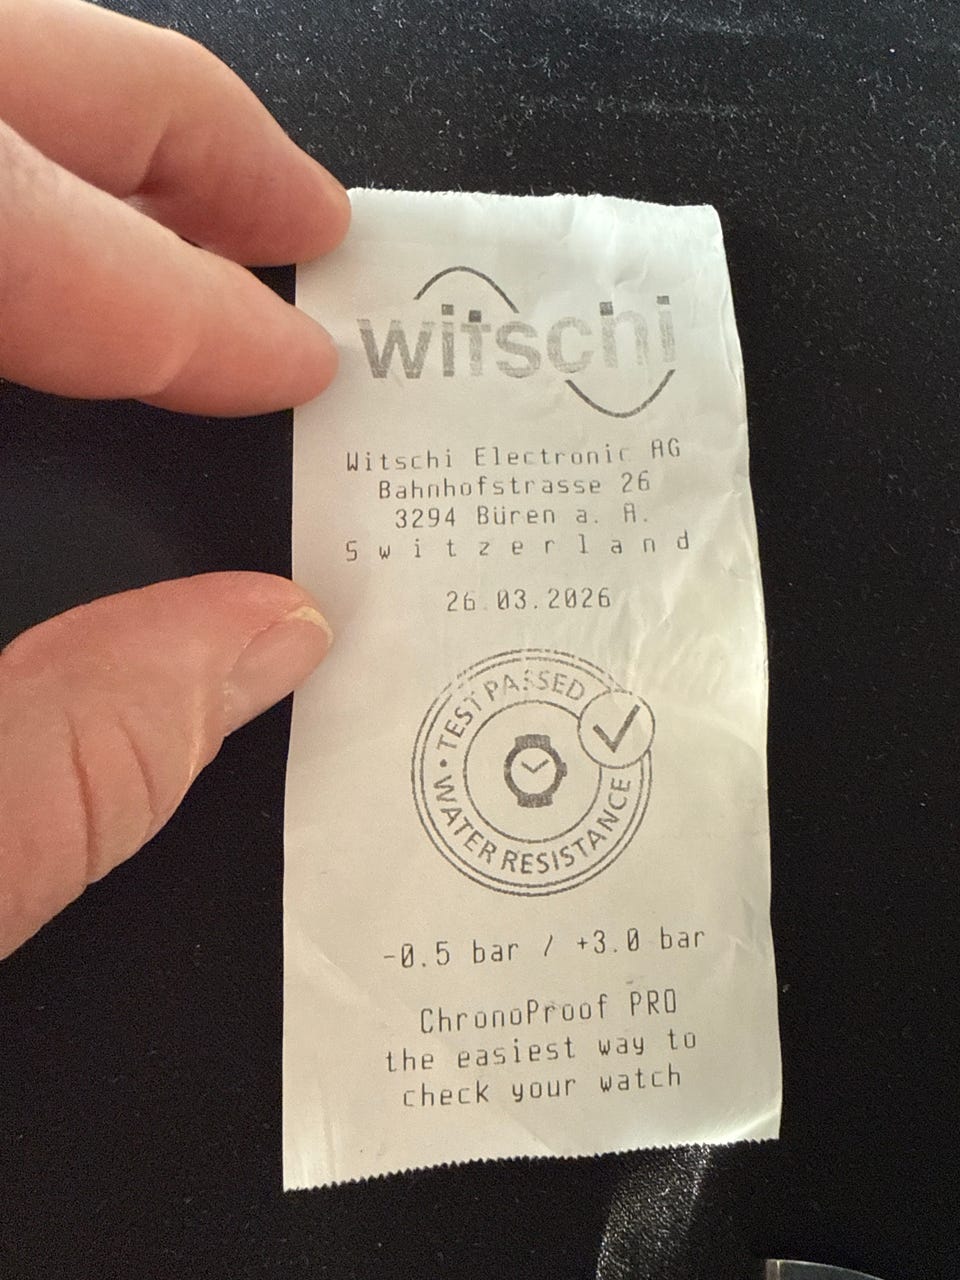 witschi
Witschi Electronic AG
Bahnhofstrasse 26
3294 Büren a. A.
Switzerland
26.03.2026
• TEST PASSED
WATER RESISTANCE
-0.5 bar / +3.0 bar
ChronoProof PRO
the easiest way to
check your watch